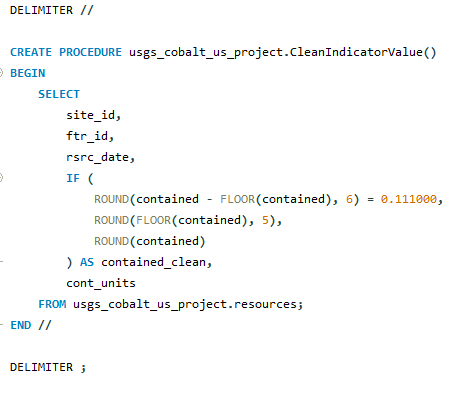 DELIMITER //
CREATE PROCEDURE usgs_cobalt_us_project.CleanIndicatorValue()
BEGIN
SELECT
site_id,
ftr_id,
rsrc_date,
IF (
ROUND(contained - FLOOR(contained), 6) = 0.111000,
ROUND(FLOOR(contained), 5),
ROUND(contained)
) AS contained_clean,
cont_units
FROM usgs_cobalt_us_project.resources;
END //
DELIMITER ;